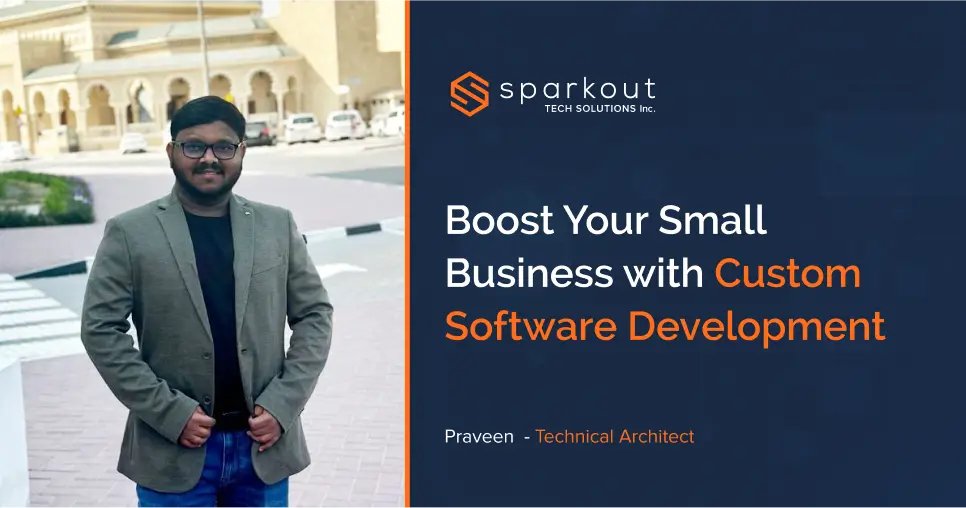 sparkout
TECH SOLUTIONS Inc.
Boost Your Small
Business with Custom
Software Development
Praveen - Technical Architect